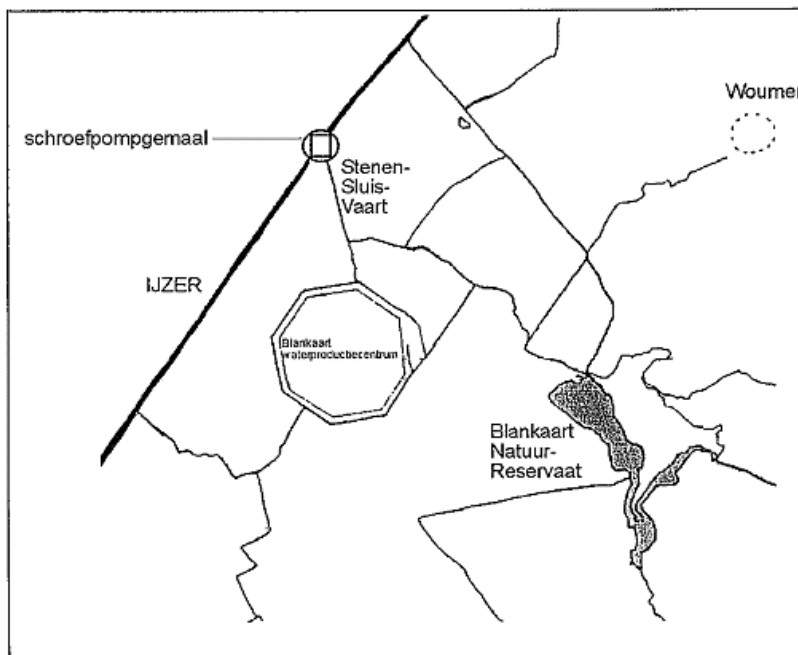 Woumen
schroefpompgemaal
Stenen-
Sluis-
Vaart
IJZER
Blankaart
waterproductiecentrum
Blankaart
Natuur-
Reservaat